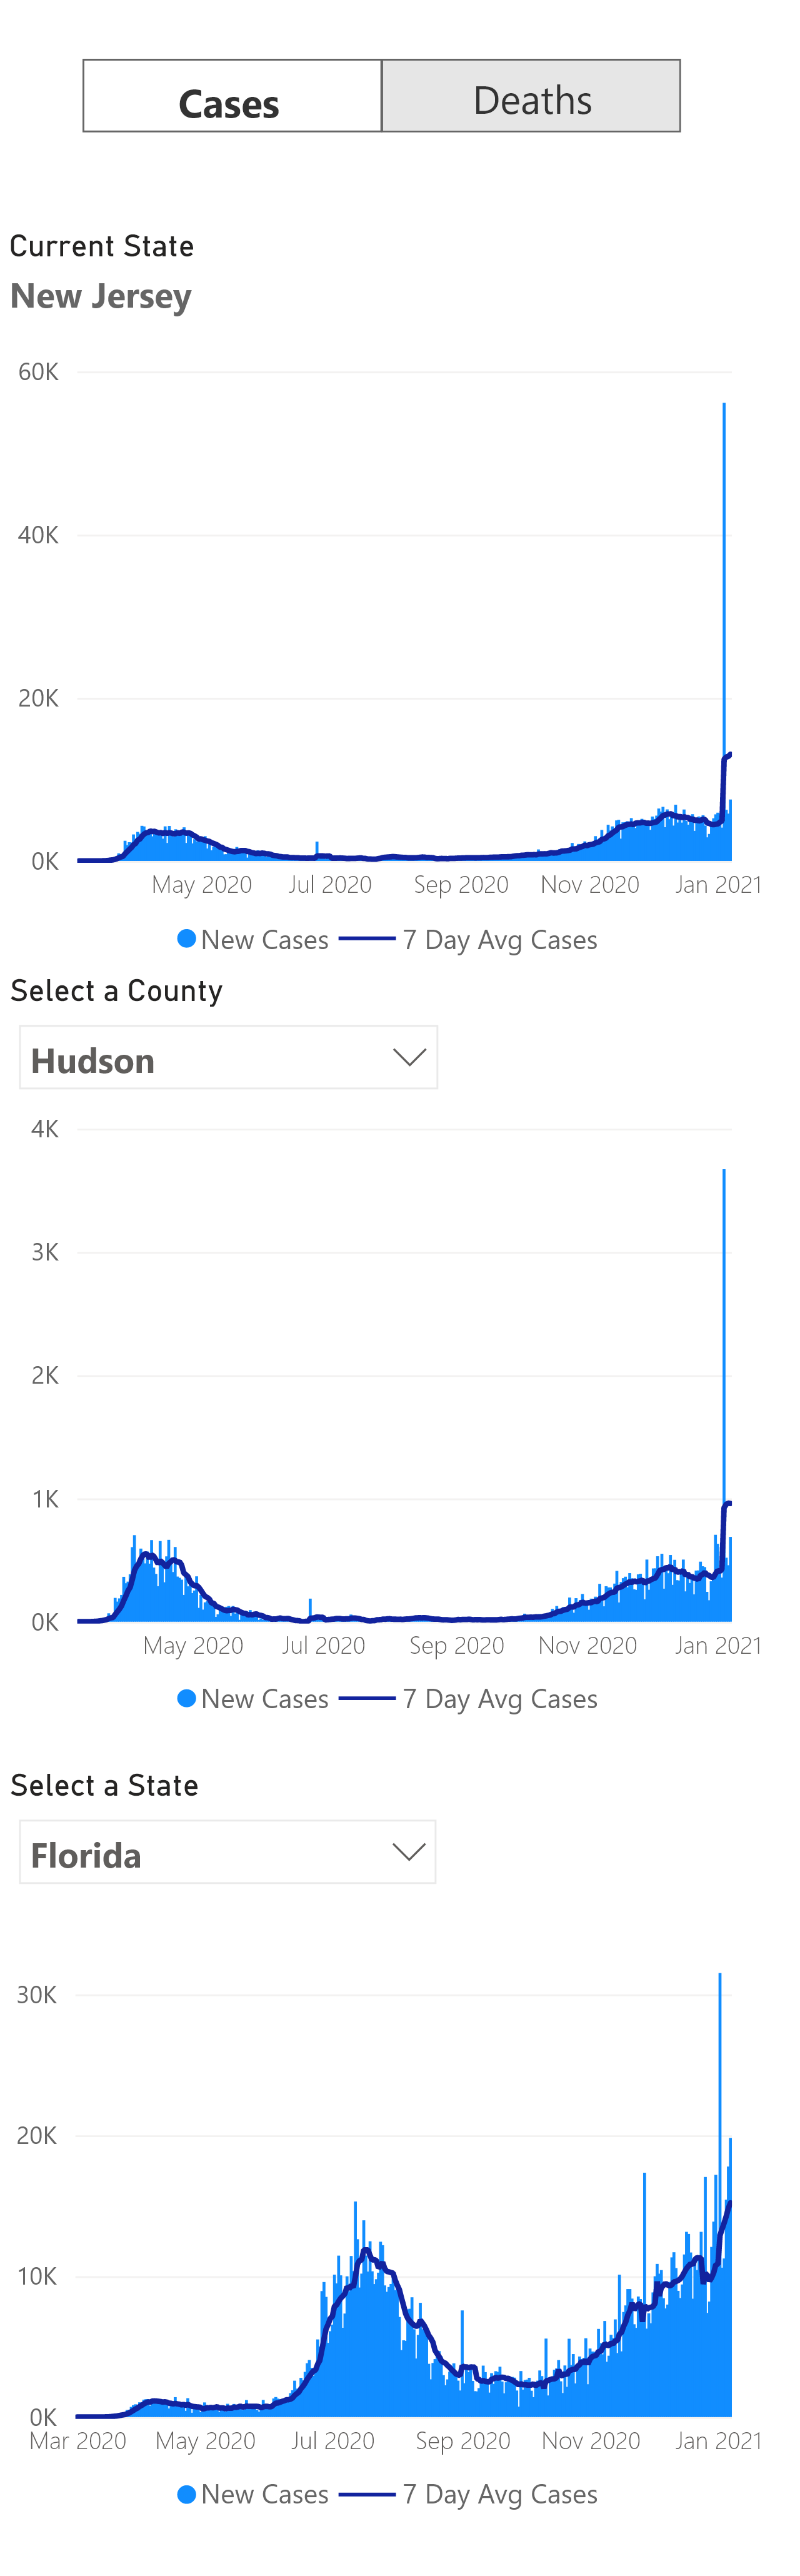 Cases Deaths
Current State
New Jersey
60K
40K
20K
0K
May 2020 Jul 2020 Sep 2020 Nov 2020 Jan 2021
New Cases 7 Day Avg Cases
Select a County
Hudson
4K
3K
2K
1K
0K
May 2020 Jul 2020 Sep 2020 Nov 2020 Jan 2021
New Cases 7 Day Avg Cases
Select a State
Florida
30K
20K
10K
0K
Mar 2020 May 2020 Jul 2020 Sep 2020 Nov 2020 Jan 2021
New Cases 7 Day Avg Cases